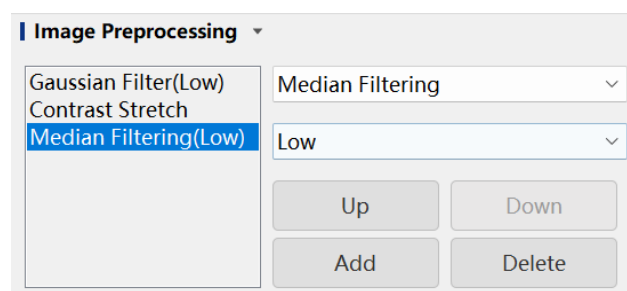 Image Preprocessing
Gaussian Filter(Low)
Contrast Stretch
Median Filtering(Low)
Median Filtering
Low
Up
Down
Add
Delete